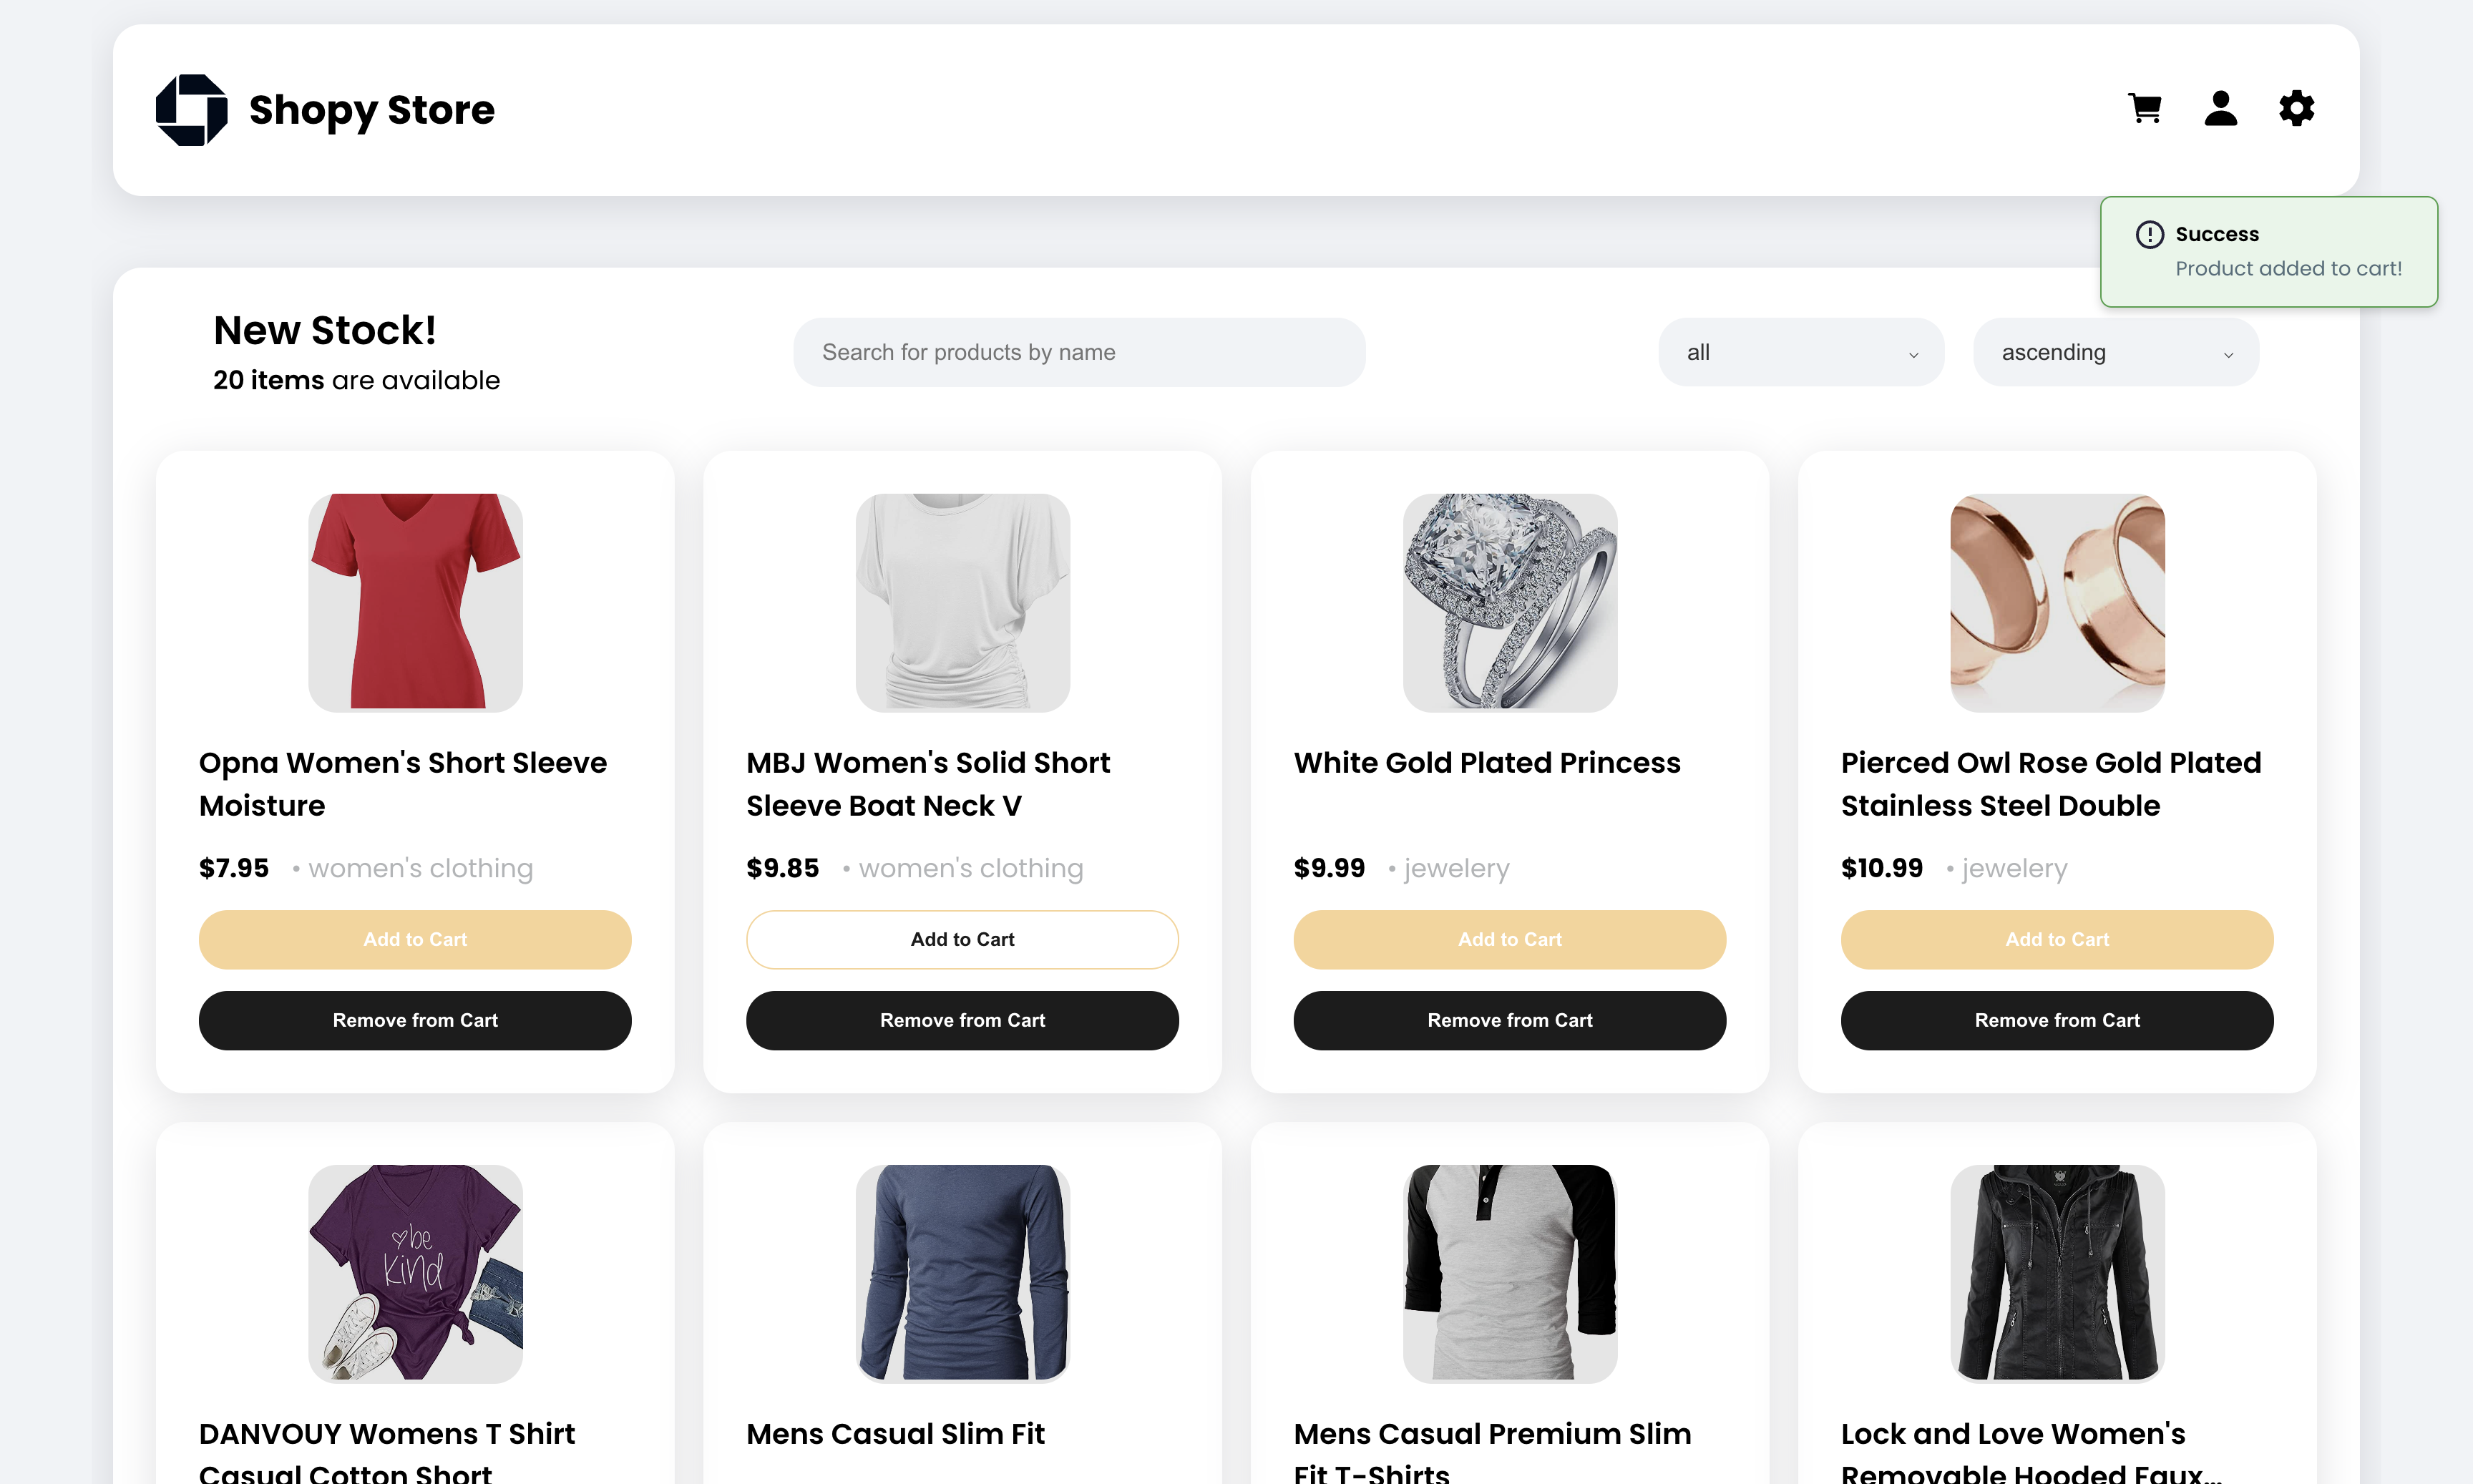 Shopy Store
Success
Product added to cart!
New Stock!
20 items are available
Search for products by name
all
ascending
Opna Women's Short Sleeve
Moisture
$7.95 • women's clothing
Add to Cart
Remove from Cart
MBJ Women's Solid Short
Sleeve Boat Neck V
$9.85 • women's clothing
Add to Cart
Remove from Cart
White Gold Plated Princess
$9.99 • jewelery
Add to Cart
Remove from Cart
Pierced Owl Rose Gold Plated
Stainless Steel Double
$10.99 • jewelery
Add to Cart
Remove from Cart
be
kind
DANVOUY Womens T Shirt
Casual Cotton Short
Mens Casual Slim Fit
Mens Casual Premium Slim
Fit T-Shirts
Lock and Love Women's
Removable Hooded Faux...